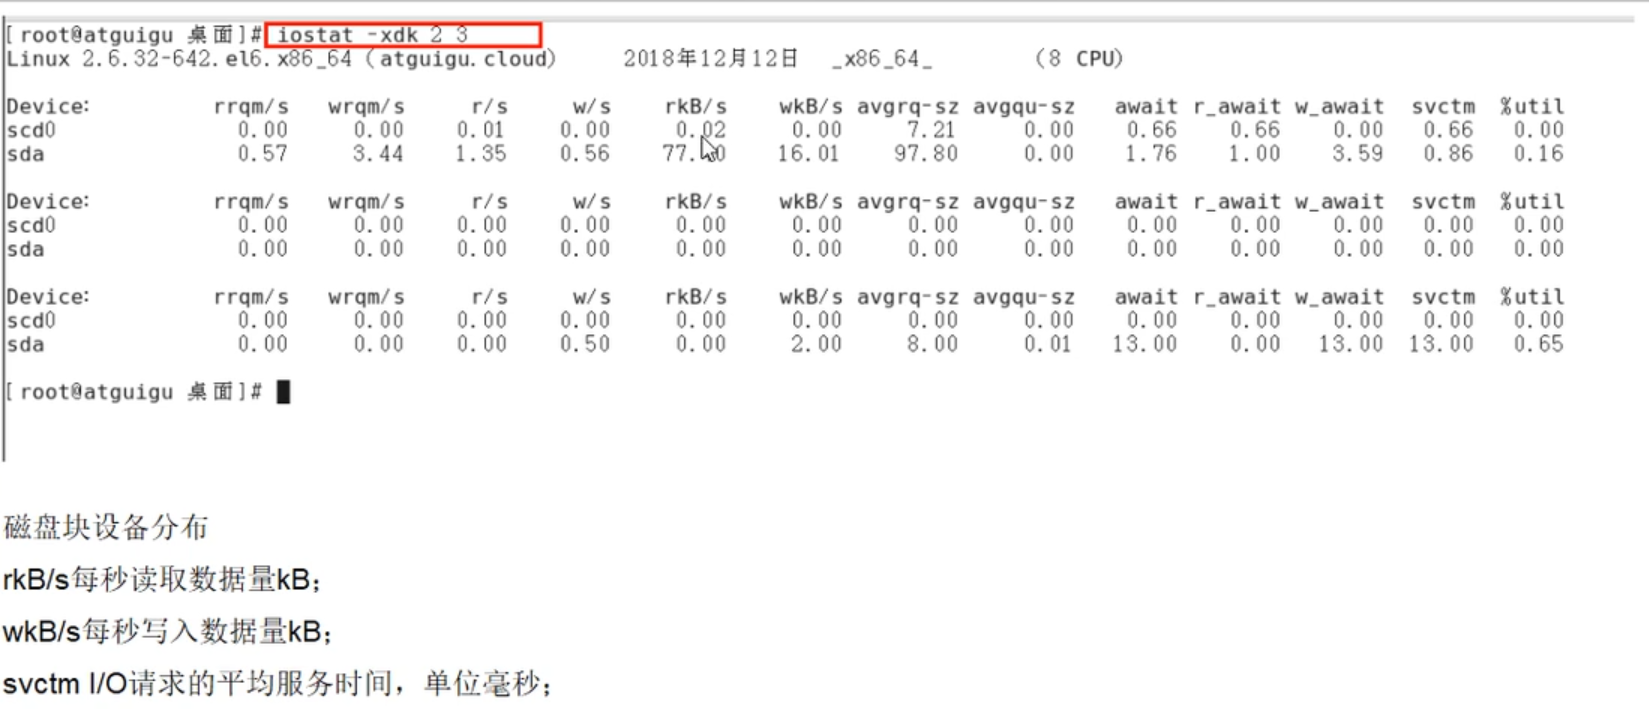 [root@atguigu 桌面]# iostat -xdk 2 3
Linux 2.6.32-642.el6.x86_64 (atguigu.cloud) 2018年12月12日 _x86_64_ (8 CPU)
Device: rrqm/s wrqm/s r/s w/s rkB/s wkB/s avgrq-sz avgqu-sz await r_await w_await svctm %util
scd0 0.00 0.00 0.01 0.00 0.02 0.00 7.21 0.00 0.66 0.66 0.00 0.66 0.00
sda 0.57 3.44 1.35 0.56 16.01 97.80 0.00 1.76 1.00 3.59 0.86 0.16
Device: rrqm/s wrqm/s r/s w/s rkB/s wkB/s avgrq-sz avgqu-sz await r_await w_await svctm %util
scd0 0.00 0.00 0.00 0.00 0.00 0.00 0.00 0.00 0.00 0.00 0.00 0.00 0.00
sda 0.00 0.00 0.00 0.00 0.00 0.00 0.00 0.00 0.00 0.00 0.00 0.00 0.00
Device: rrqm/s wrqm/s r/s w/s rkB/s wkB/s avgrq-sz avgqu-sz await r_await w_await svctm %util
scd0 0.00 0.00 0.00 0.00 0.00 0.00 0.00 0.00 0.00 0.00 0.00 0.00 0.00
sda 0.00 0.00 0.00 0.50 0.00 2.00 8.00 0.01 13.00 0.00 13.00 13.00 0.65
[root@atguigu 桌面]#
磁盘块设备分布
rkB/s每秒读取数据量kB；
wkB/s每秒写入数据量kB；
svctm I/O请求的平均服务时间，单位毫秒；